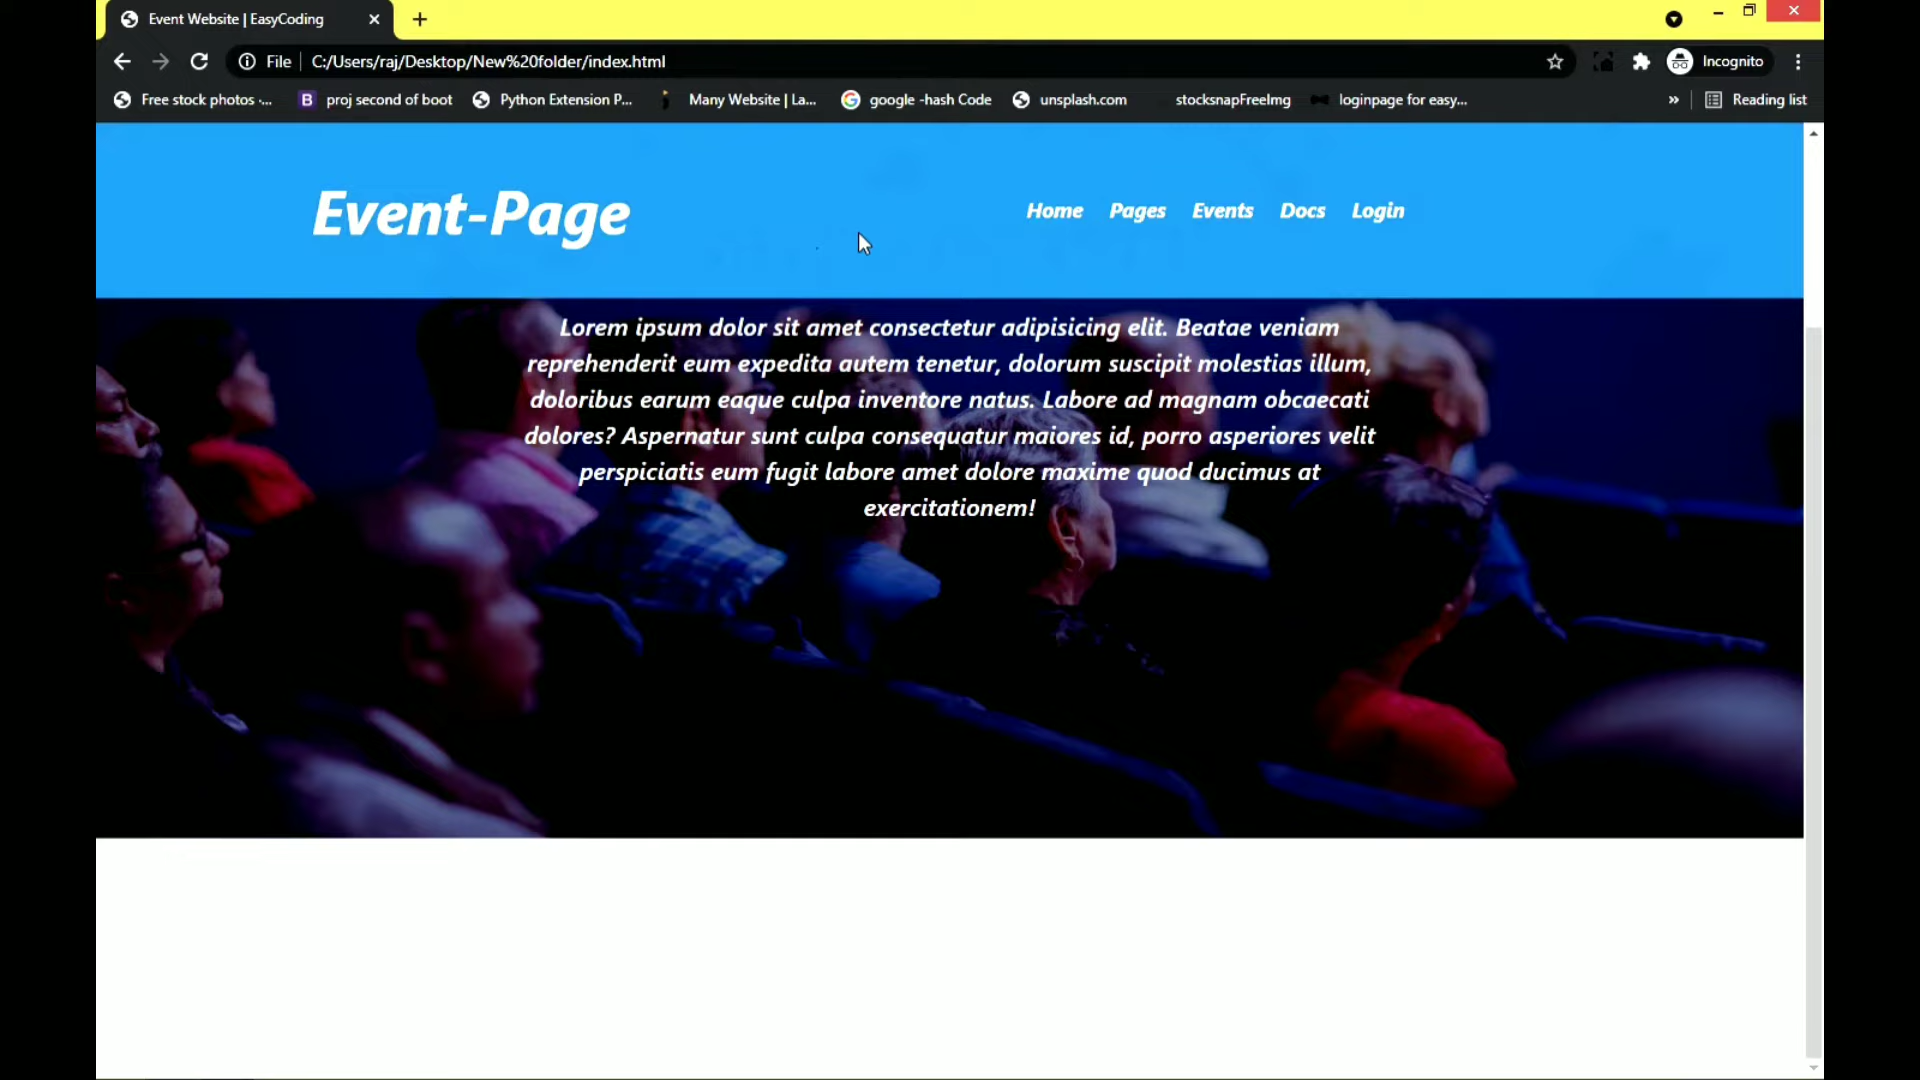 Event Website | EasyCoding
File C:/Users/raj/Desktop/New%20folder/index.html Incognito
Free stock photos ·... proj second of boot Python Extension P... Many Website | La... google -hash Code unsplash.com stocksnapFreeImg loginpage for easy... » Reading list
Event-Page Home Pages Events Docs Login
Lorem ipsum dolor sit amet consectetur adipisicing elit. Beatae veniam
reprehenderit eum expedita autem tenetur, dolorum suscipit molestias illum,
doloribus earum eaque culpa inventore natus. Labore ad magnam obcaecati
dolores? Aspernatur sunt culpa consequatur maiores id, porro asperiores velit
perspiciatis eum fugit labore amet dolore maxime quod ducimus at
exercitationem!